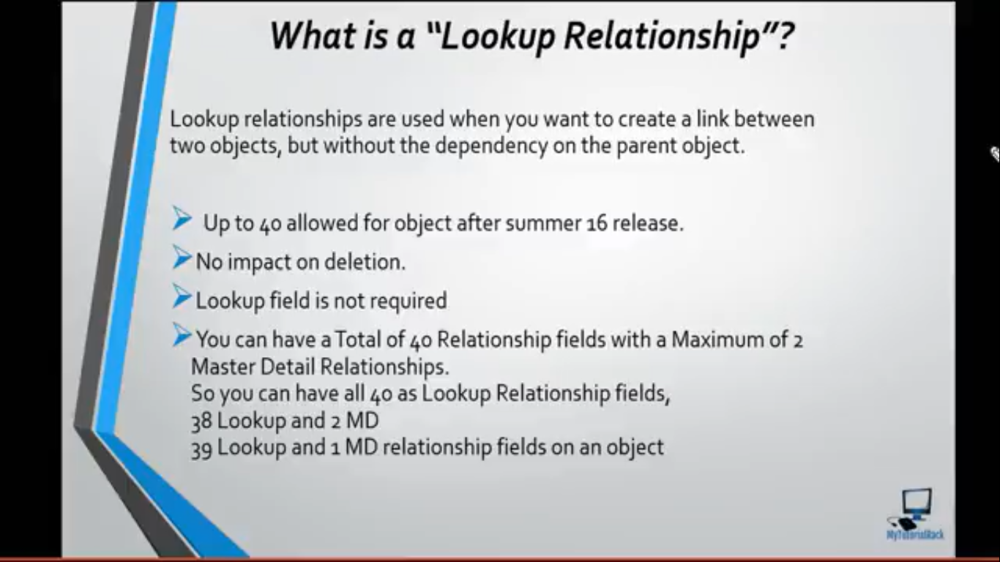 What is a “Lookup Relationship”?
Lookup relationships are used when you want to create a link between
two objects, but without the dependency on the parent object.
Up to 40 allowed for object after summer 16 release.
No impact on deletion.
Lookup field is not required
You can have a Total of 40 Relationship fields with a Maximum of 2
Master Detail Relationships.
So you can have all 40 as Lookup Relationship fields,
38 Lookup and 2 MD
39 Lookup and 1 MD relationship fields on an object
MyTutorialRack